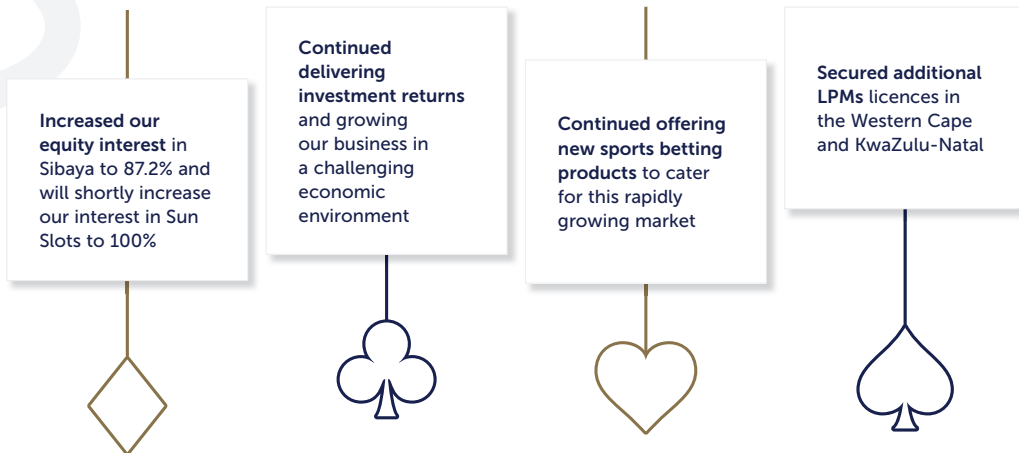 Increased our
equity interest in
Sibaya to 87.2% and
will shortly increase
our interest in Sun
Slots to 100%
Continued
delivering
investment returns
and growing
our business in
a challenging
economic
environment
Continued offering
new sports betting
products to cater
for this rapidly
growing market
Secured additional
LPMs licences in
the Western Cape
and KwaZulu-Natal